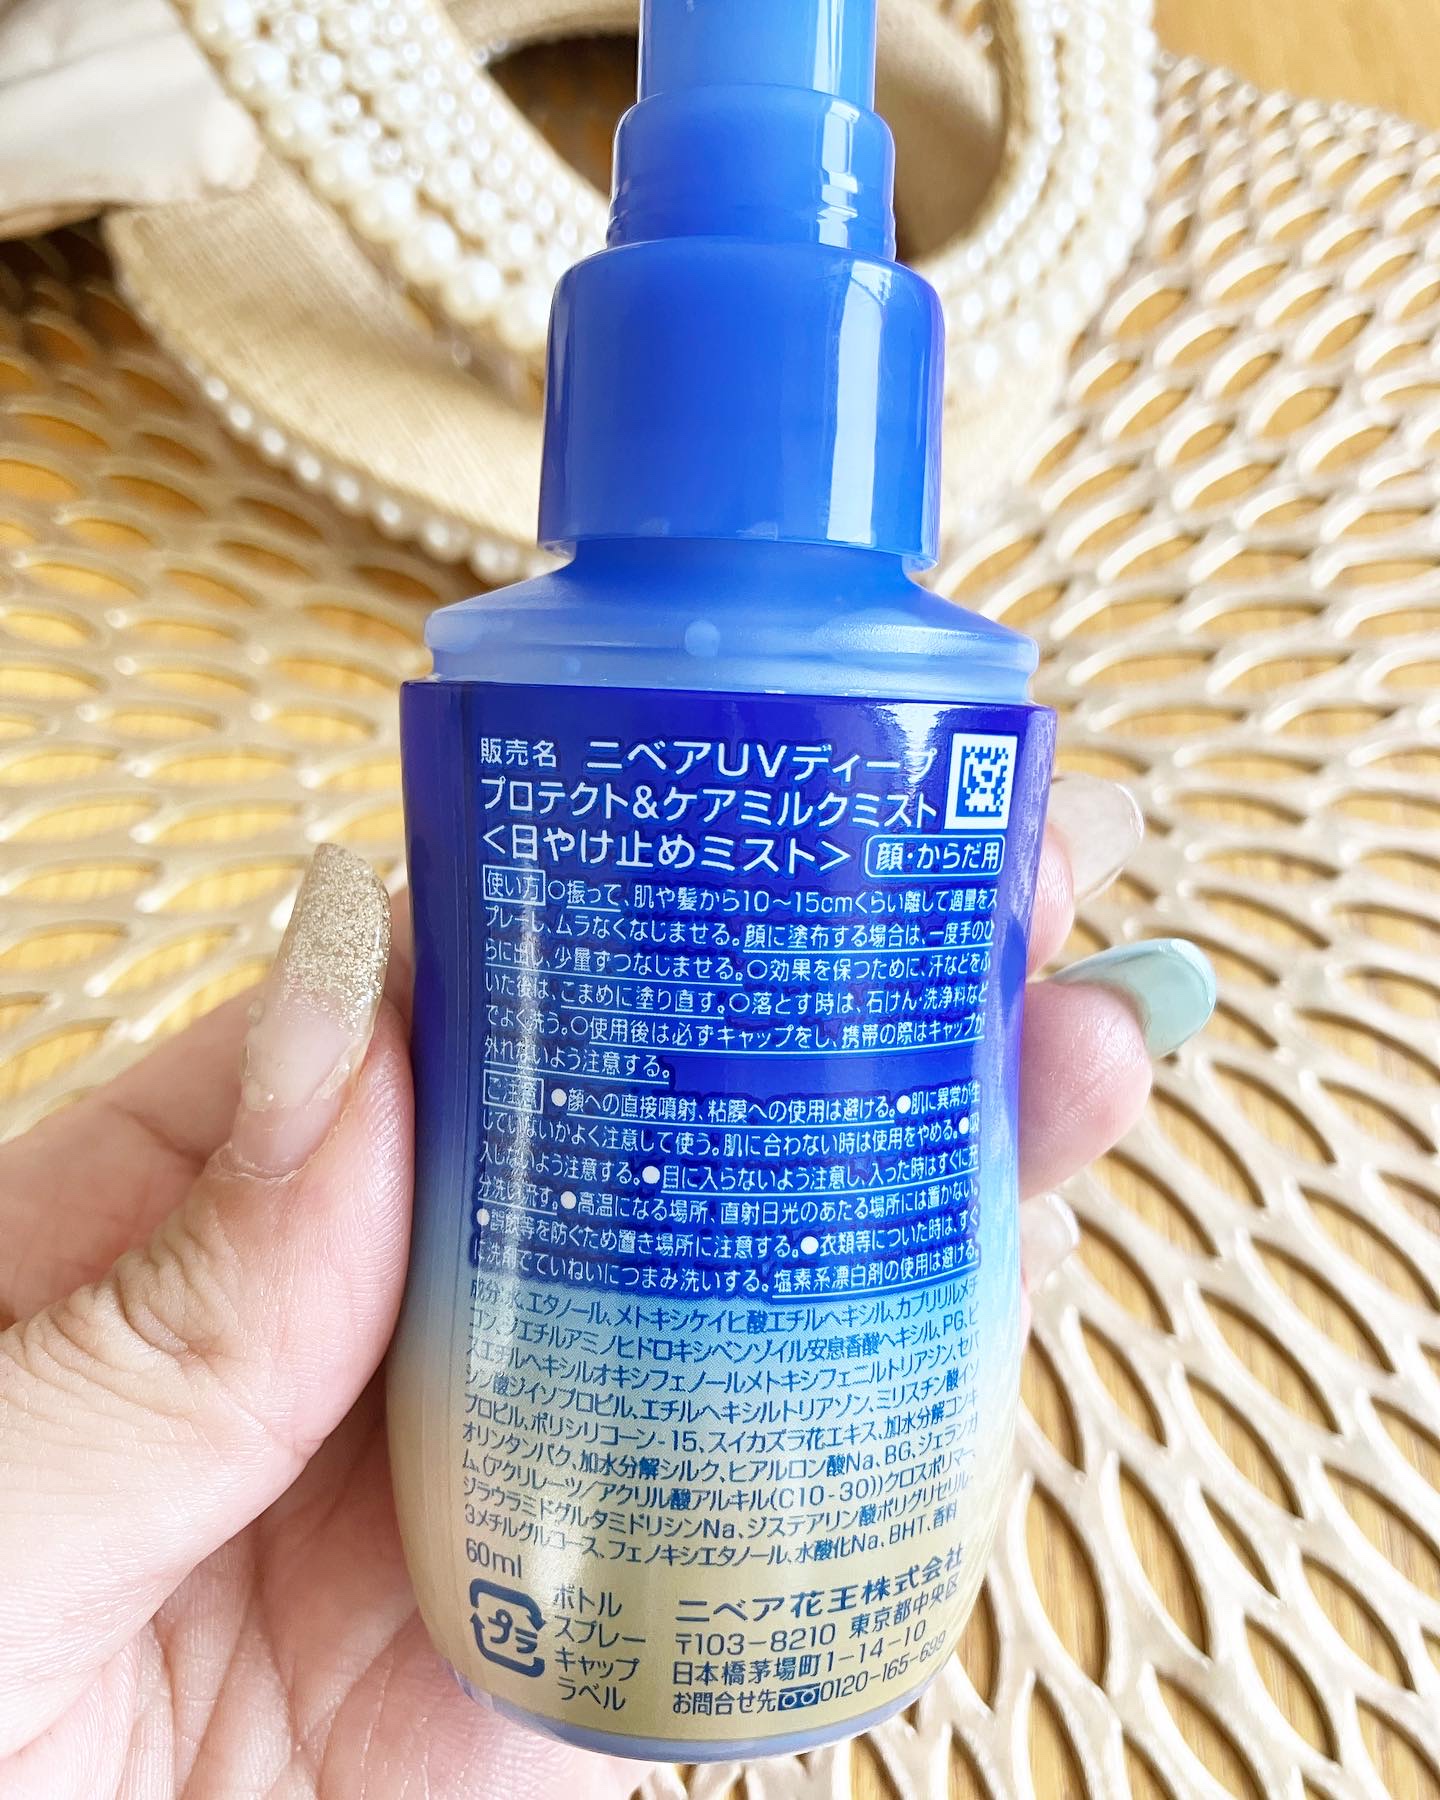 販売名 ニベアUVディープ
プロテクト&ケアミルクミスト
<日やけ止めミスト> 顔・からだ用
使い方 ○振って、肌や髪から10〜15cmくらい離して適量をス
プレーし、ムラなくなじませる。顔に塗布する場合は、一度手のひ
らに出し、少量ずつなじませる。○効果を保つために、汗などをふ
いた後は、こまめに塗り直す。○落とす時は、石けん・洗浄料など
でよく洗う。○使用後は必ずキャップをし、携帯の際はキャップが
外れないよう注意する。
ご注意 ●顔への直接噴射、粘膜への使用は避ける。●肌に異常が生
じていないかよく注意して使う。肌に合わない時は使用をやめる。●吸
入しないよう注意する。●目に入らないよう注意し、入った時はすぐに充
分洗い流す。●高温になる場所、直射日光のあたる場所には置かない。
●誤飲等を防ぐため置き場所に注意する。●衣類等についた時は、すぐ
に洗剤でていねいにつまみ洗いする。塩素系漂白剤の使用は避ける。
成分:水、エタノール、メトキシケイヒ酸エチルヘキシル、カプリリルメチ
コン、ジエチルアミノヒドロキシベンゾイル安息香酸ヘキシル、PG、ビ
スエチルヘキシルオキシフェノールメトキシフェニルトリアジン、セバ
シン酸ジイソプロピル、エチルヘキシルトリアゾン、ミリスチン酸イソ
プロピル、ポリシリコーン-15、スイカズラ花エキス、加水分解コンキ
オリンタンパク、加水分解シルク、ヒアルロン酸Na、BG、ジェランガ
ム、(アクリレーツ/アクリル酸アルキル(C10-30))クロスポリマー、
ジラウラミドグルタミドリシンNa、ジステアリン酸ポリグリセリル-
3メチルグルコース、フェノキシエタノール、水酸化Na、BHT、香料
60ml
プラ
ボトル
スプレー
キャップ
ラベル
ニベア花王株式会社
〒103-8210 東京都中央区
日本橋茅場町1-14-10
お問合せ先 0120-165-699